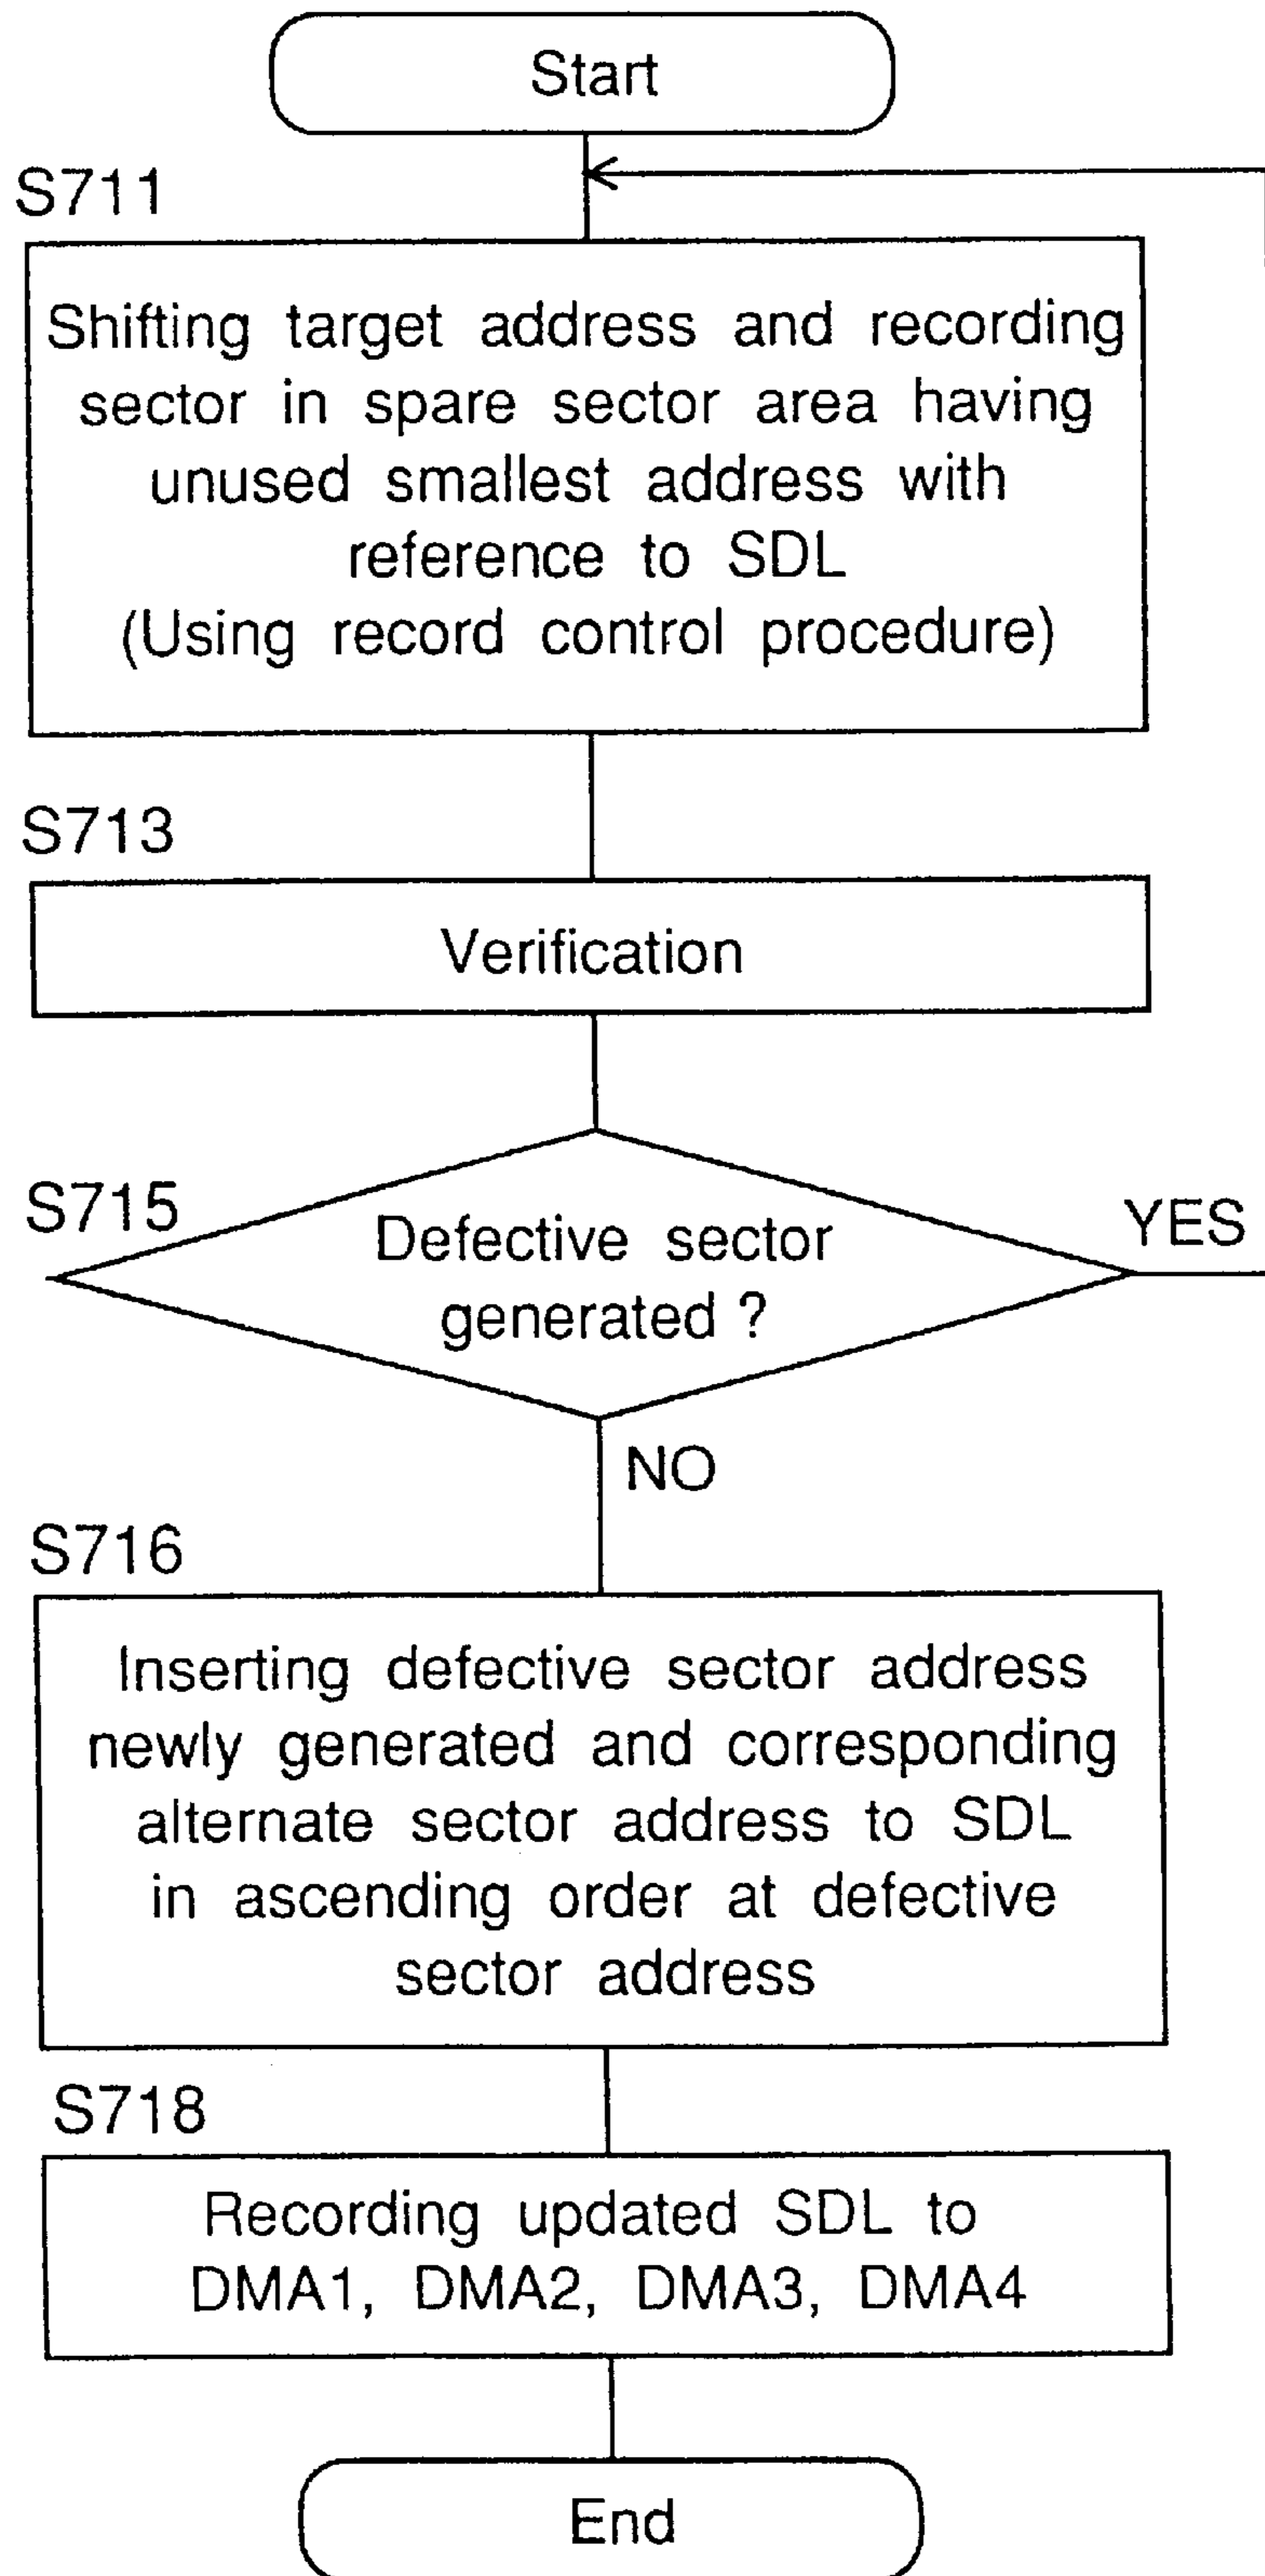 Start
S711
Shifting target address and recording
sector in spare sector area having
unused smallest address with
reference to SDL
(Using record control procedure)
S713
Verification
S715
Defective sector
generated ?
YES
NO
S716
Inserting defective sector address
newly generated and corresponding
alternate sector address to SDL
in ascending order at defective
sector address
S718
Recording updated SDL to
DMA1, DMA2, DMA3, DMA4
End